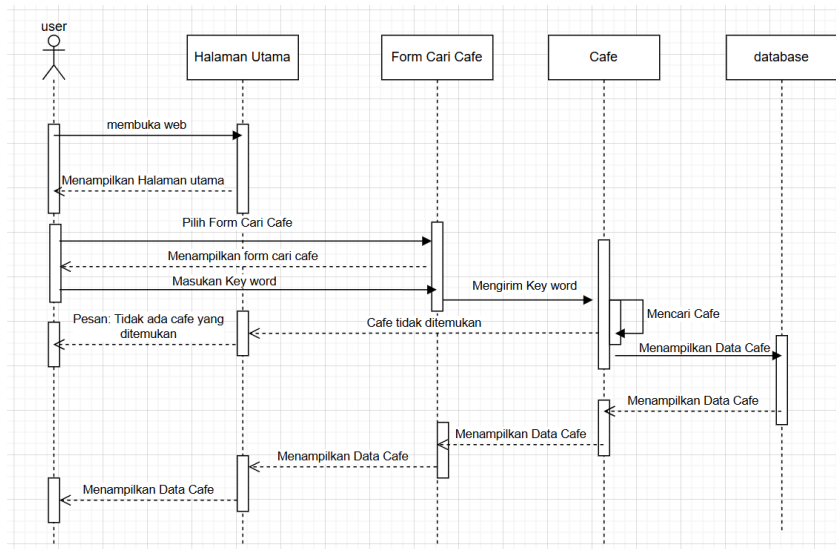 user
Halaman Utama
Form Cari Cafe
Cafe
database
membuka web
Menampilkan Halaman utama
Pilih Form Cari Cafe
Menampilkan form cari cafe
Masukan Key word
Mengirim Key word
Mencari Cafe
Pesan: Tidak ada cafe yang
ditemukan
Cafe tidak ditemukan
Menampilkan Data Cafe
Menampilkan Data Cafe
Menampilkan Data Cafe
Menampilkan Data Cafe
Menampilkan Data Cafe